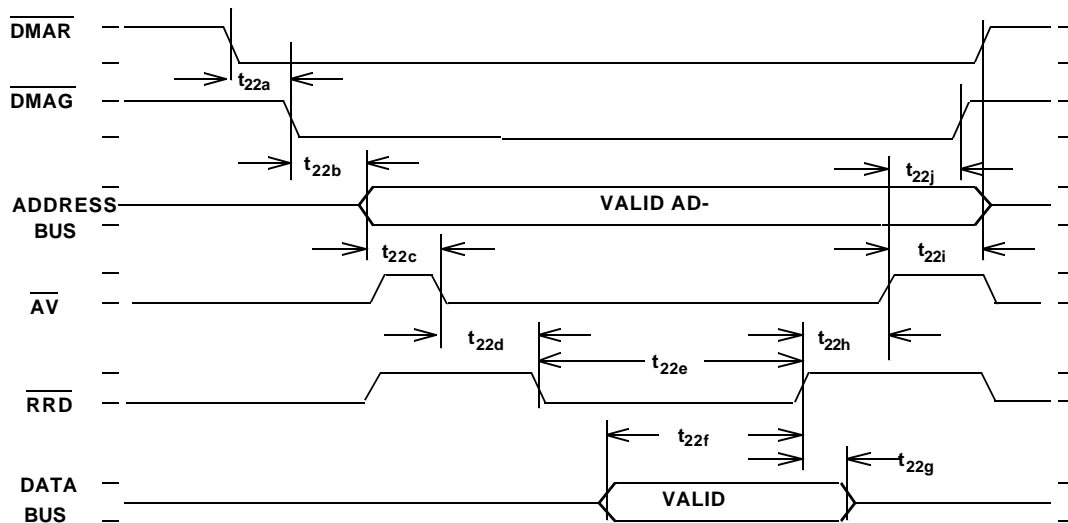 DMAR
t22a
DMAG
t22b
t22j
ADDRESS
BUS
VALID AD-
t22c
t22i
AV
t22d
t22e
t22h
RRD
t22f
t22g
DATA
BUS
VALID